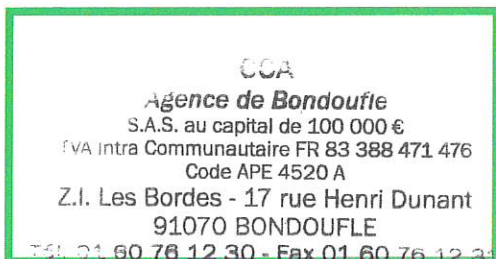 CCA
Agence de Bondoufle
S.A.S. au capital de 100 000 €
TVA Intra Communautaire FR 83 388 471 476
Code APE 4520 A
Z.I. Les Bordes - 17 rue Henri Dunant
91070 BONDOUFLE
Tél. 01 60 76 12 30 - Fax 01 60 76 12 31